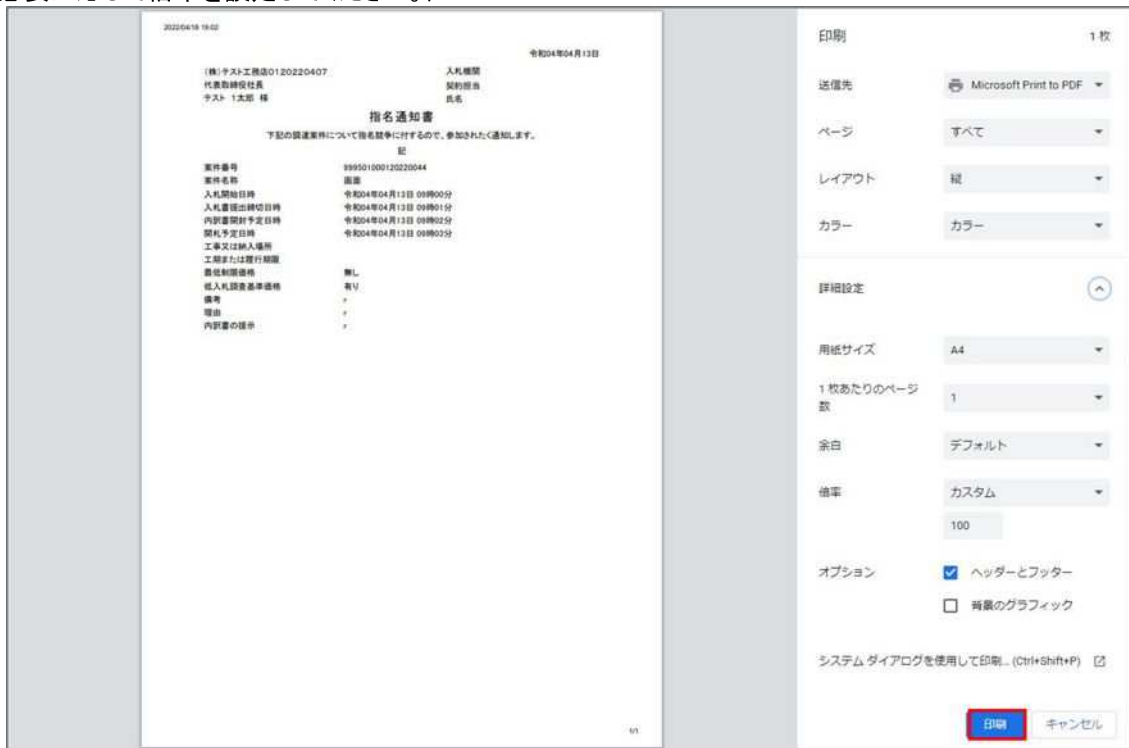 2022/04/18 16:02
令和04年04月13日
(株)テスト工務店0120220407
入札機関
代表取締役社長
契約担当
テスト 1太郎 様
氏名
指名通知書
下記の調達案件について指名競争に付するので、参加されたく通知します。
記
案件番号 999501000120220044
案件名称 画面
入札開始日時 令和04年04月13日 09時00分
入札書提出締切日時 令和04年04月13日 09時01分
内訳書開封予定日時 令和04年04月13日 09時02分
開札予定日時 令和04年04月13日 09時03分
工事又は納入場所
工期または履行期限
最低制限価格 無し
低入札調査基準価格 有り
備考
理由
内訳書の提示
1/1
印刷 1 枚
送信先 Microsoft Print to PDF
ページ すべて
レイアウト 縦
カラー カラー
詳細設定
用紙サイズ A4
1 枚あたりのページ数 1
余白 デフォルト
倍率 カスタム
100
オプション ヘッダーとフッター
背景のグラフィック
システム ダイアログを使用して印刷... (Ctrl+Shift+P)
印刷 キャンセル